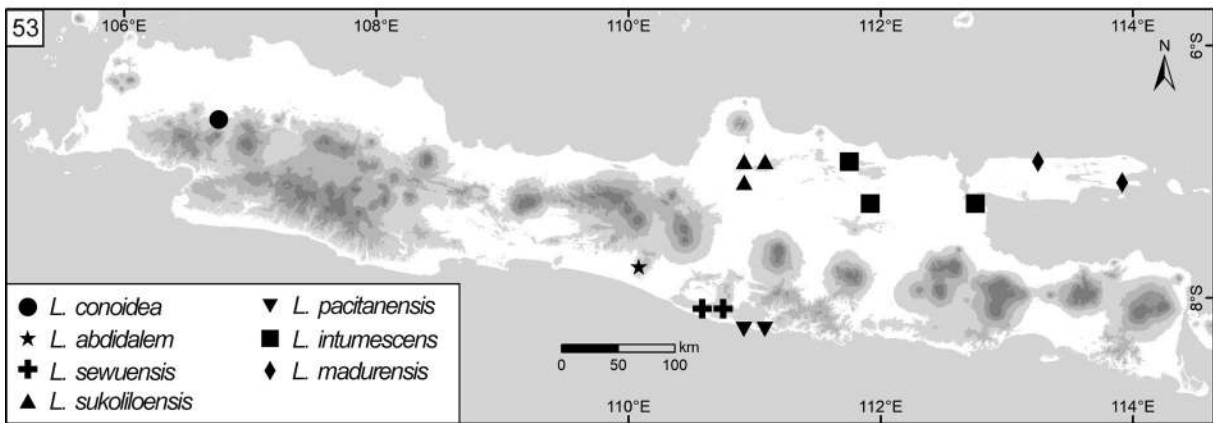 53
106°E 108°E 110°E 112°E 114°E
6°S
N
8°S
L. conoidea
L. abdidalem
L. sewuensis
L. sukoliloensis
L. pacitanensis
L. intumescens
L. madurensis
km
0 50 100
110°E 112°E 114°E